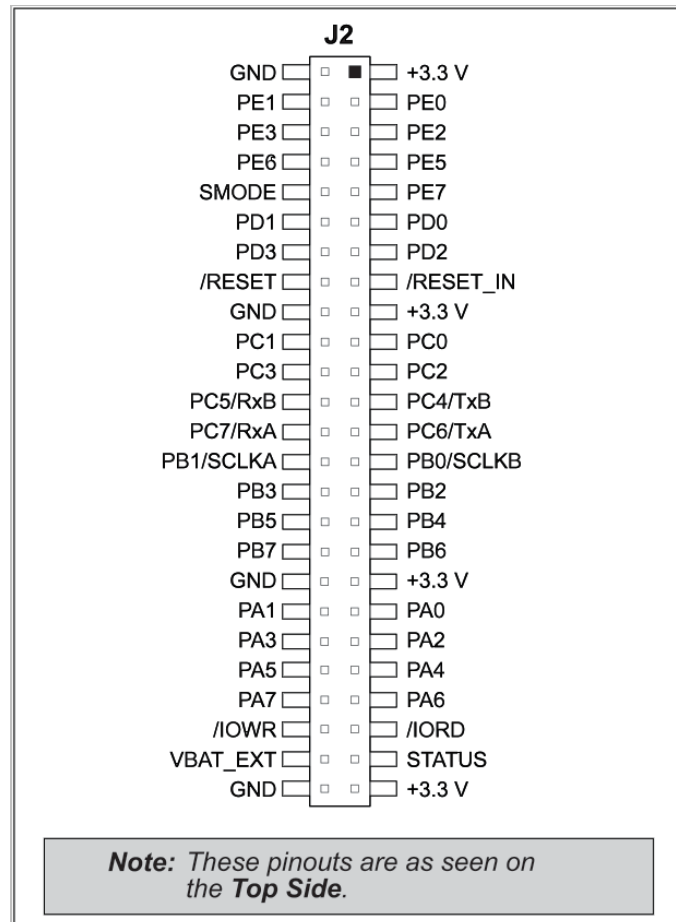 J2
GND +3.3 V
PE1 PE0
PE3 PE2
PE6 PE5
SMODE PE7
PD1 PD0
PD3 PD2
/RESET /RESET_IN
GND +3.3 V
PC1 PC0
PC3 PC2
PC5/RxB PC4/TxB
PC7/RxA PC6/TxA
PB1/SCLKA PB0/SCLKB
PB3 PB2
PB5 PB4
PB7 PB6
GND +3.3 V
PA1 PA0
PA3 PA2
PA5 PA4
PA7 PA6
/IOWR /IORD
VBAT_EXT STATUS
GND +3.3 V
Note: These pinouts are as seen on
the Top Side.